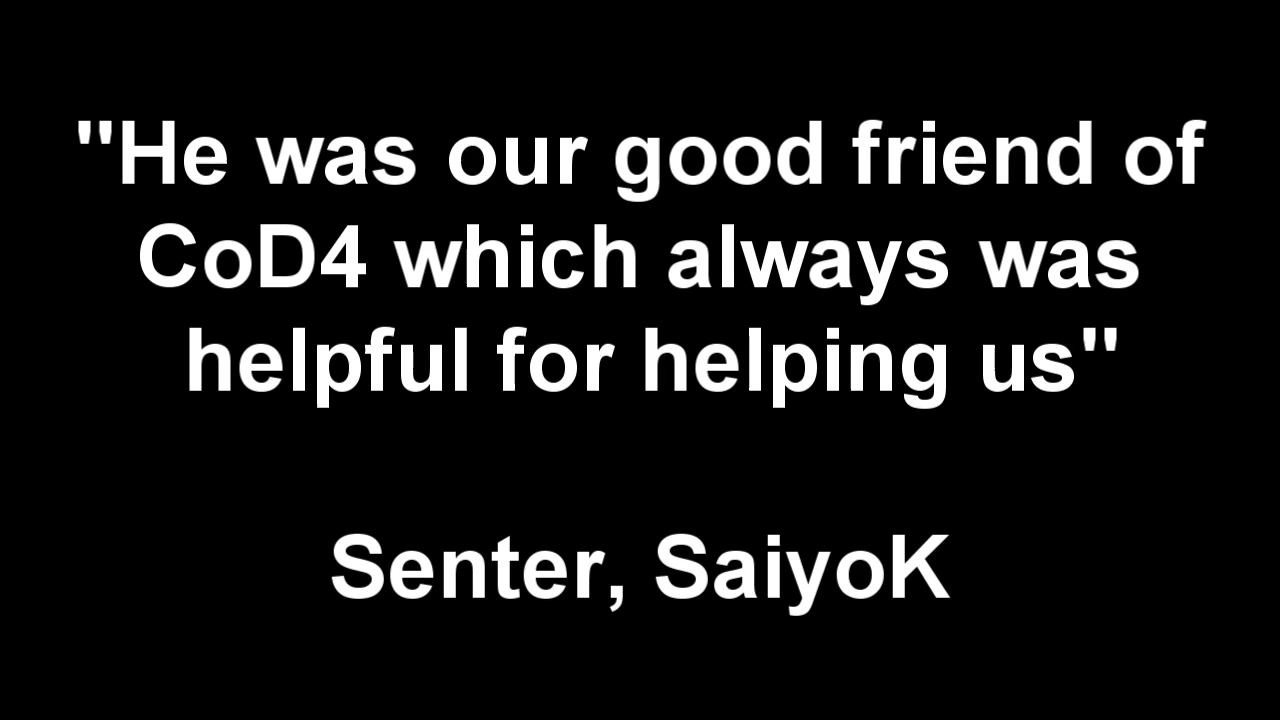 "He was our good friend of
CoD4 which always was
helpful for helping us"
Senter, SaiyoK